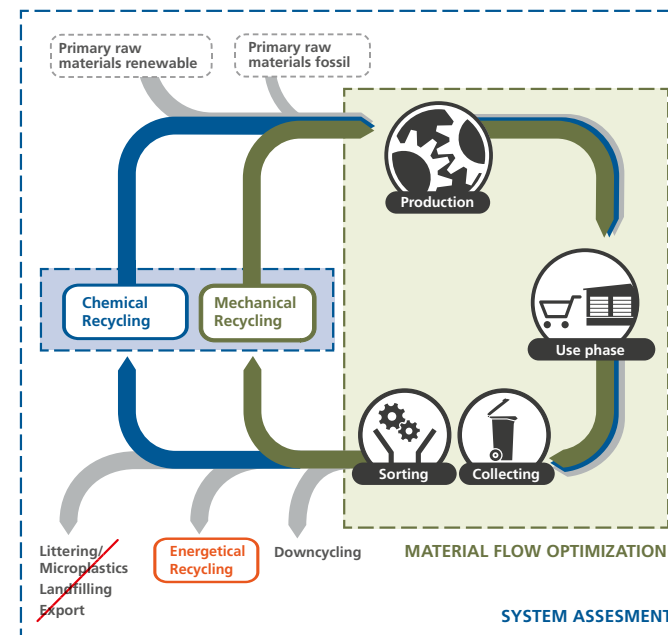 Primary raw
materials renewable
Primary raw
materials fossil
Production
Chemical
Recycling
Mechanical
Recycling
Use phase
Sorting
Collecting
Littering/
Microplastics
Landfilling
Export
Energetical
Recycling
Downcycling
MATERIAL FLOW OPTIMIZATION
SYSTEM ASSESMENT